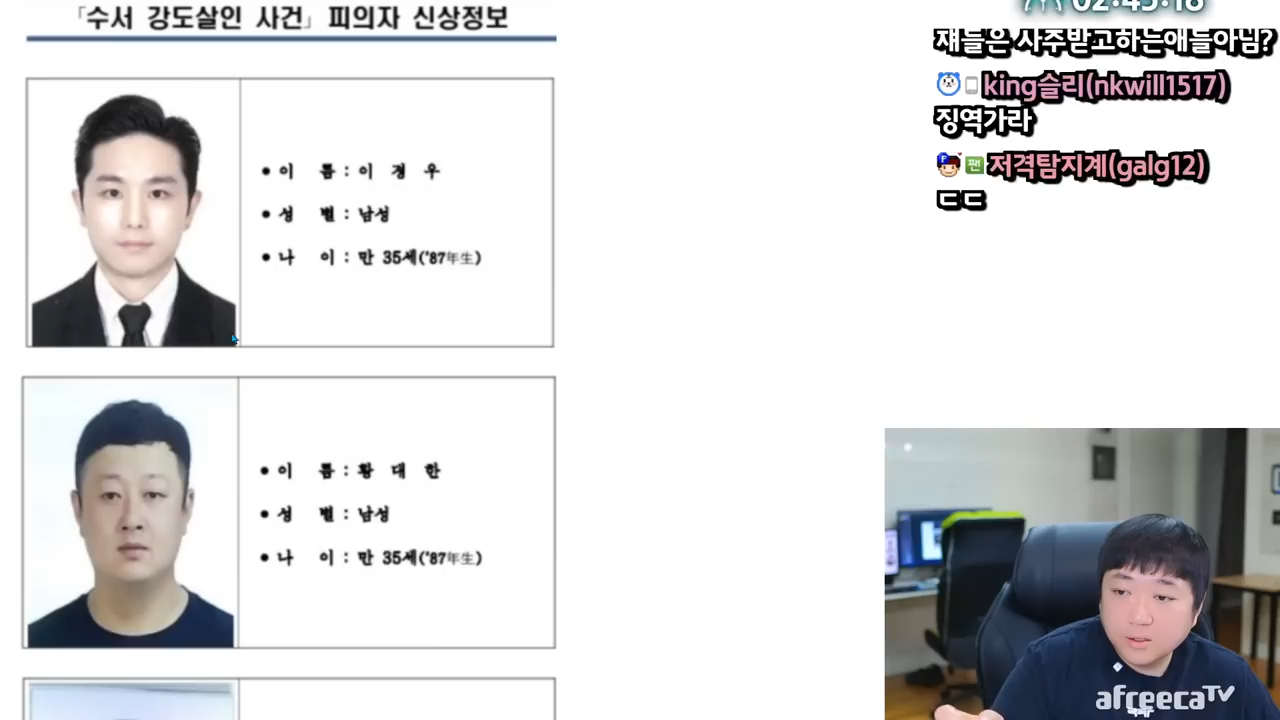 「수서 강도살인 사건」 피의자 신상정보
• 이 름 : 이 경 우
• 성 별 : 남성
• 나 이 : 만 35세('87年生)
• 이 름 : 황 대 한
• 성 별 : 남성
• 나 이 : 만 35세('87年生)
02:45:18
쟤들은 사주받고하는애들아님?
king슬리(nkwill1517)
징역가라
팬 저격탐지계(galg12)
ㄷㄷ
afreecaTV